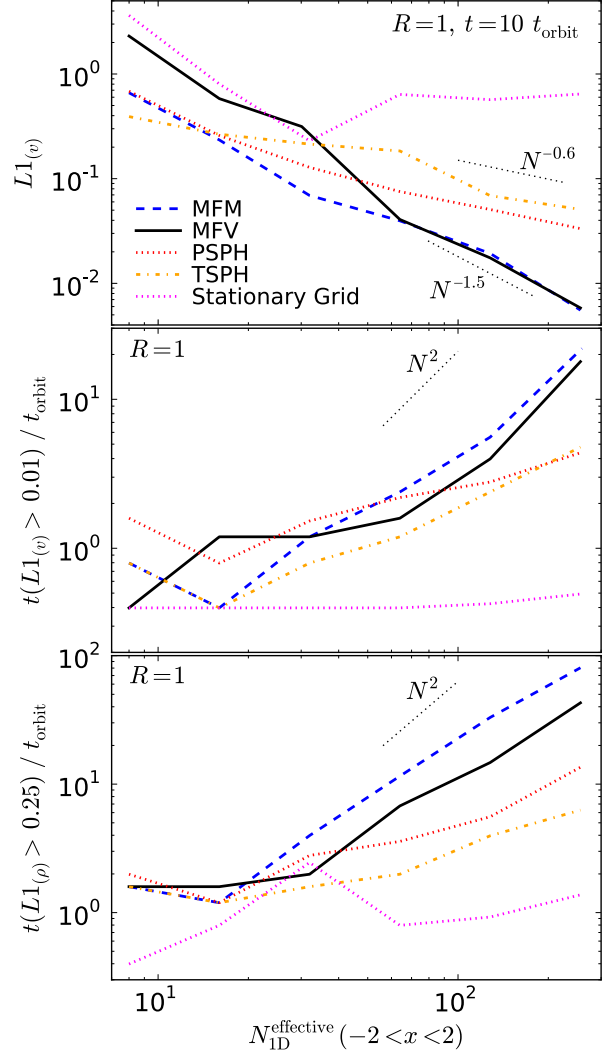 R=1, t=10 t_orbit
10^0
10^-1
10^-2
L1_(v)
N^-0.6
N^-1.5
MFM
MFV
PSPH
TSPH
Stationary Grid
R=1
N^2
10^1
10^0
t(L1_(v) > 0.01) / t_orbit
10^2
R=1
N^2
10^1
10^0
t(L1_(ρ) > 0.25) / t_orbit
10^1 10^2
N_1D^effective (−2<x<2)